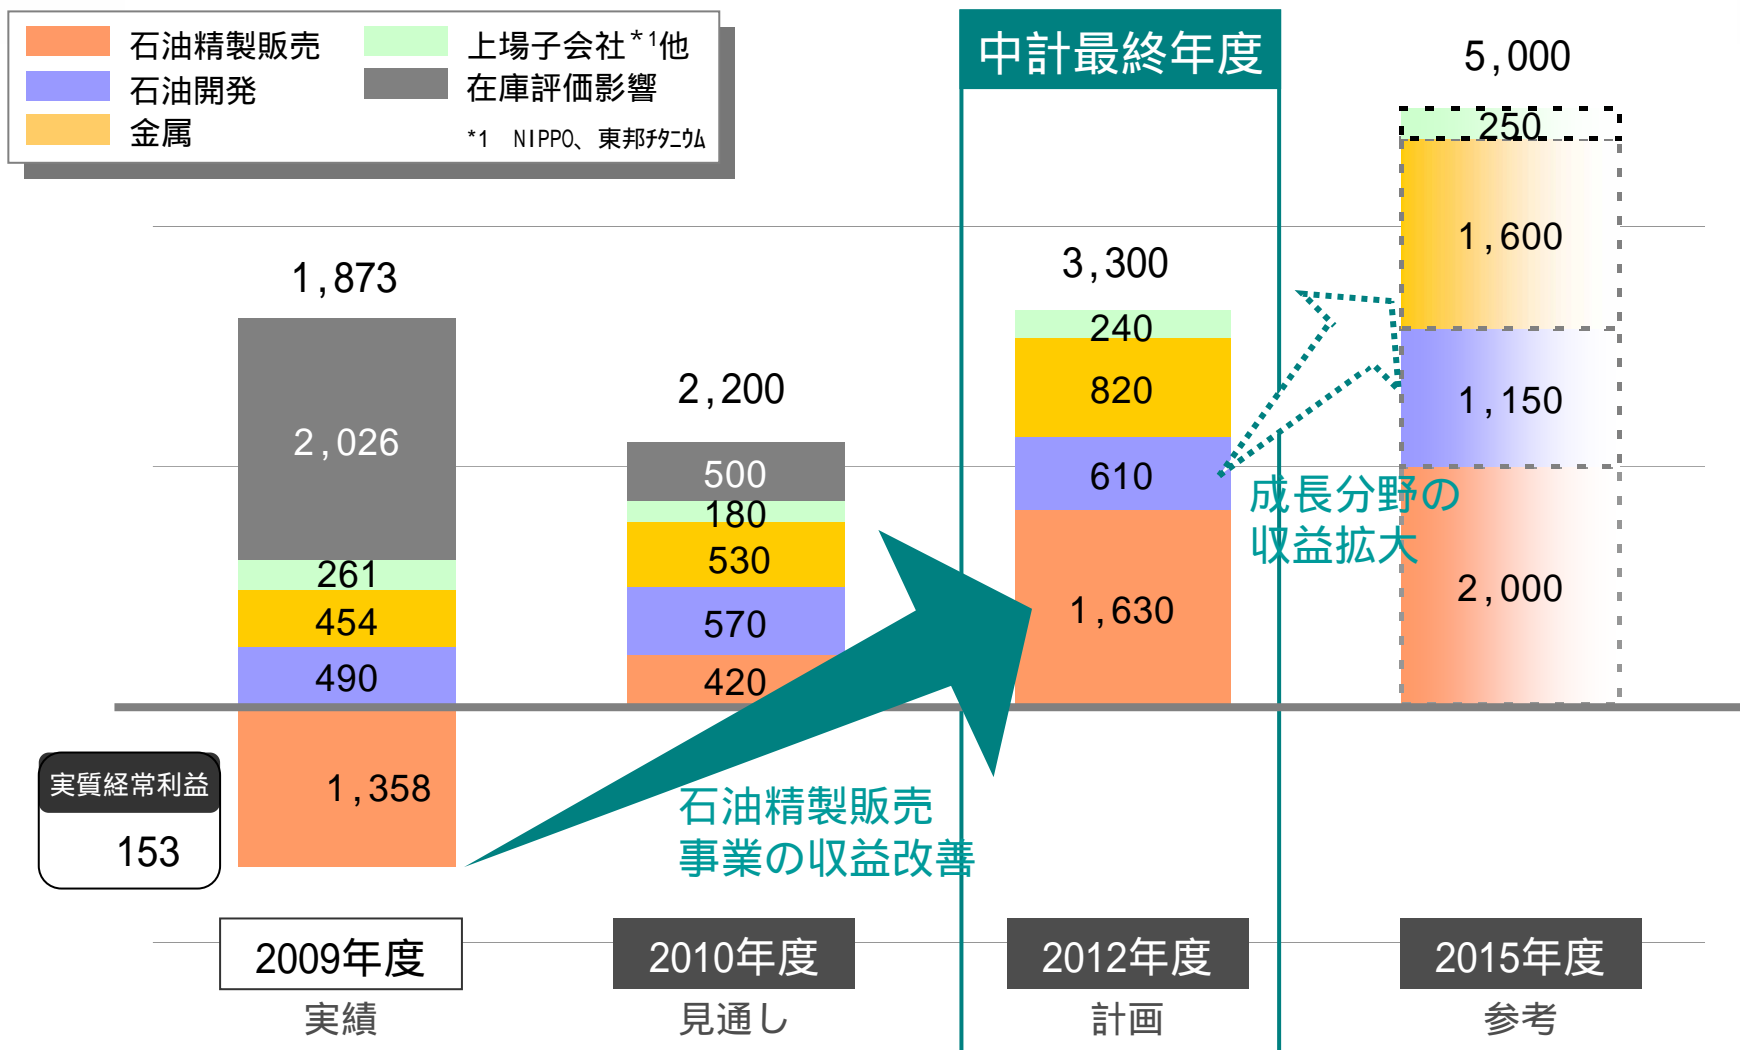 石油精製販売
石油開発
金属
上場子会社*1他
在庫評価影響
*1 NIPPO、東邦ﾁﾀﾆｳﾑ
中計最終年度
1,873
2,026
261
454
490
1,358
実質経常利益
153
2,200
500
180
530
570
420
石油精製販売
事業の収益改善
3,300
240
820
610
1,630
成長分野の
収益拡大
5,000
250
1,600
1,150
2,000
2009年度
実績
2010年度
見通し
2012年度
計画
2015年度
参考